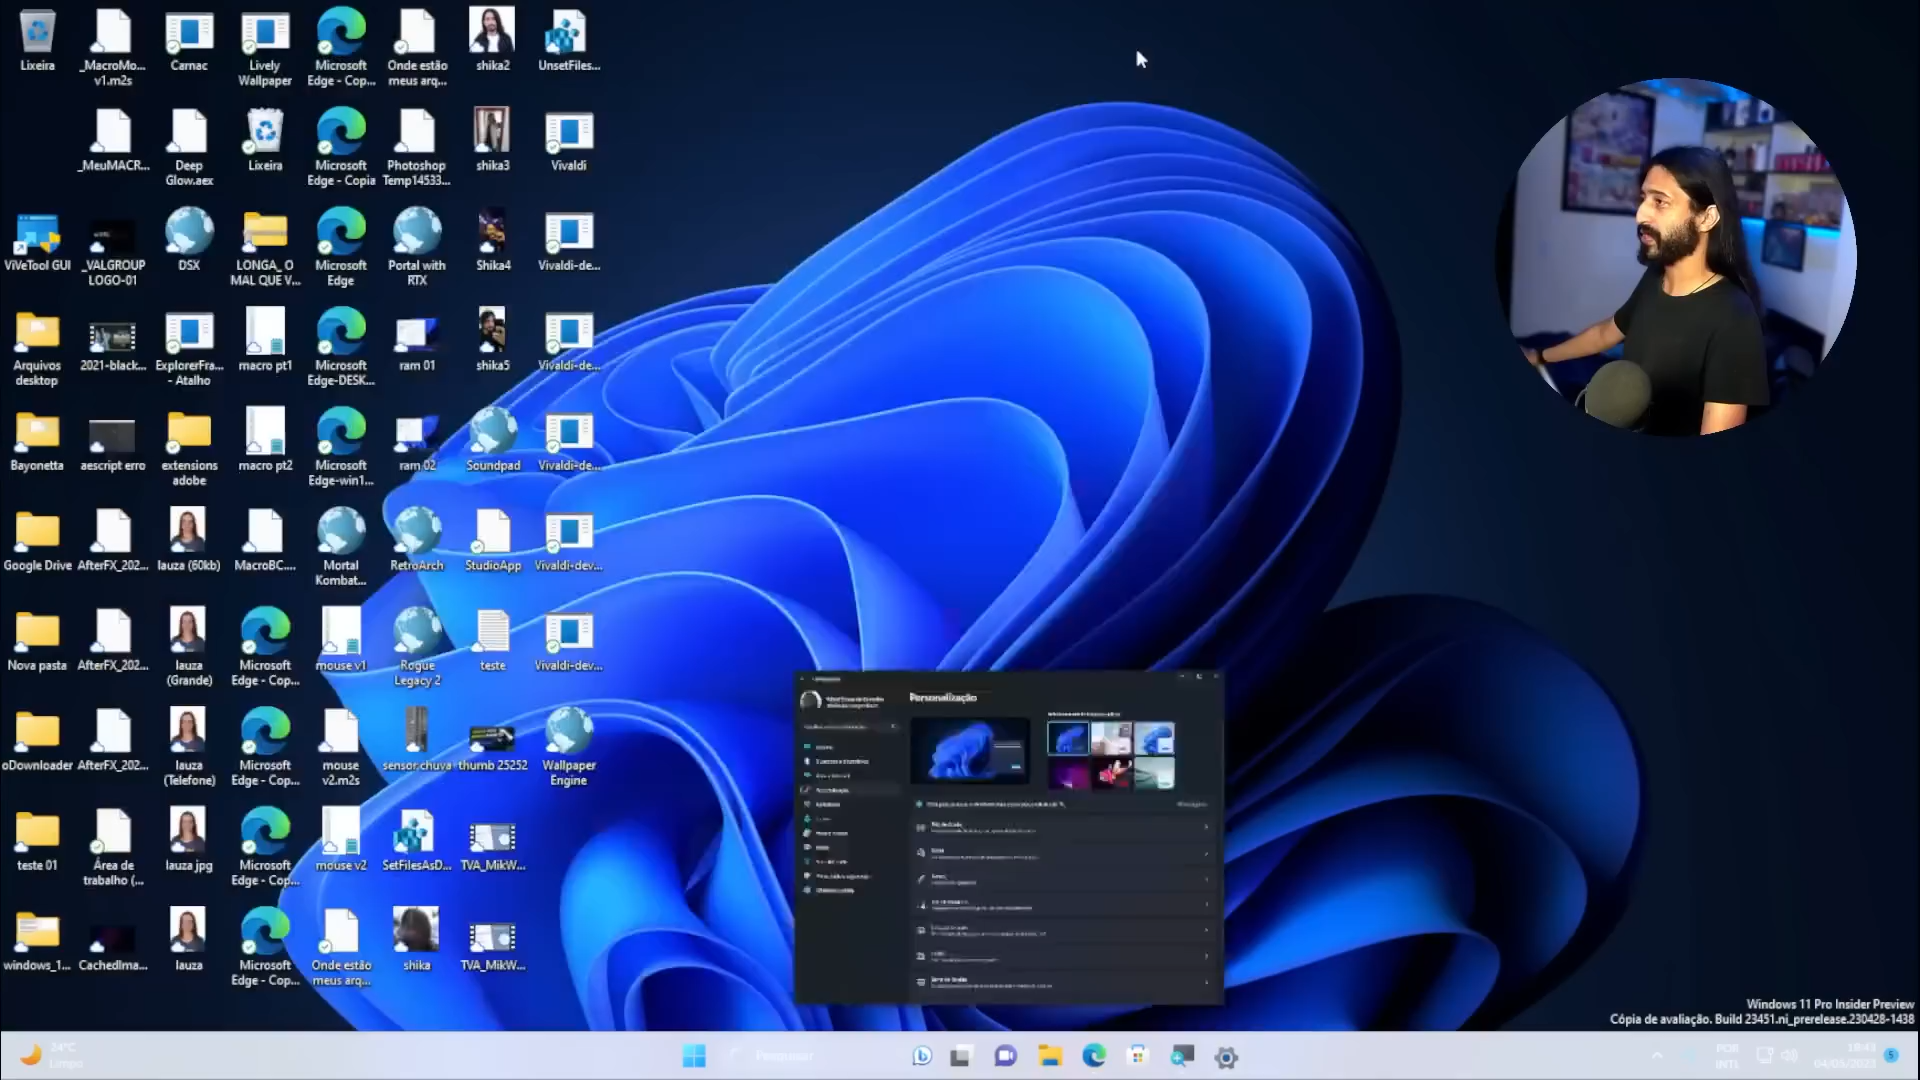 Lixeira
_MacroMo...
v1.m2s
Carnac
Lively
Wallpaper
Microsoft
Edge - Cop...
Onde estão
meus arq...
shika2
UnsetFiles...
_MeuMACR...
Deep
Glow.aex
Lixeira
Microsoft
Edge - Copia
Photoshop
Temp14533...
shika3
Vivaldi
ViVeTool GUI
_VALGROUP
LOGO-01
DSX
LONGA_ O
MAL QUE V...
Microsoft
Edge
Portal with
RTX
Shika4
Vivaldi-de...
Arquivos
desktop
2021-black...
ExplorerFra...
- Atalho
macro pt1
Microsoft
Edge-DESK...
ram 01
shika5
Vivaldi-de...
Bayonetta
aescript erro
extensions
adobe
macro pt2
Microsoft
Edge-win1...
ram 02
Soundpad
Vivaldi-de...
Google Drive
AfterFX_202...
lauza (60kb)
MacroBC....
Mortal
Kombat...
RetroArch
StudioApp
Vivaldi-dev...
Nova pasta
AfterFX_202...
lauza
(Grande)
Microsoft
Edge - Cop...
mouse v1
Rogue
Legacy 2
teste
Vivaldi-dev...
oDownloader
AfterFX_202...
lauza
(Telefone)
Microsoft
Edge - Cop...
mouse
v2.m2s
sensor chuva
thumb 25252
Wallpaper
Engine
teste 01
Área de
trabalho (...
lauza jpg
Microsoft
Edge - Cop...
mouse v2
SetFilesAsD...
TVA_MikW...
windows_1...
CachedIma...
lauza
Microsoft
Edge - Cop...
Onde estão
meus arq...
shika
TVA_MikW...
Personalização
Windows 11 Pro Insider Preview
Cópia de avaliação. Build 23451.ni_prerelease.230428-1438
24°C
Limpo
Pesquisar
POR
INTL
5